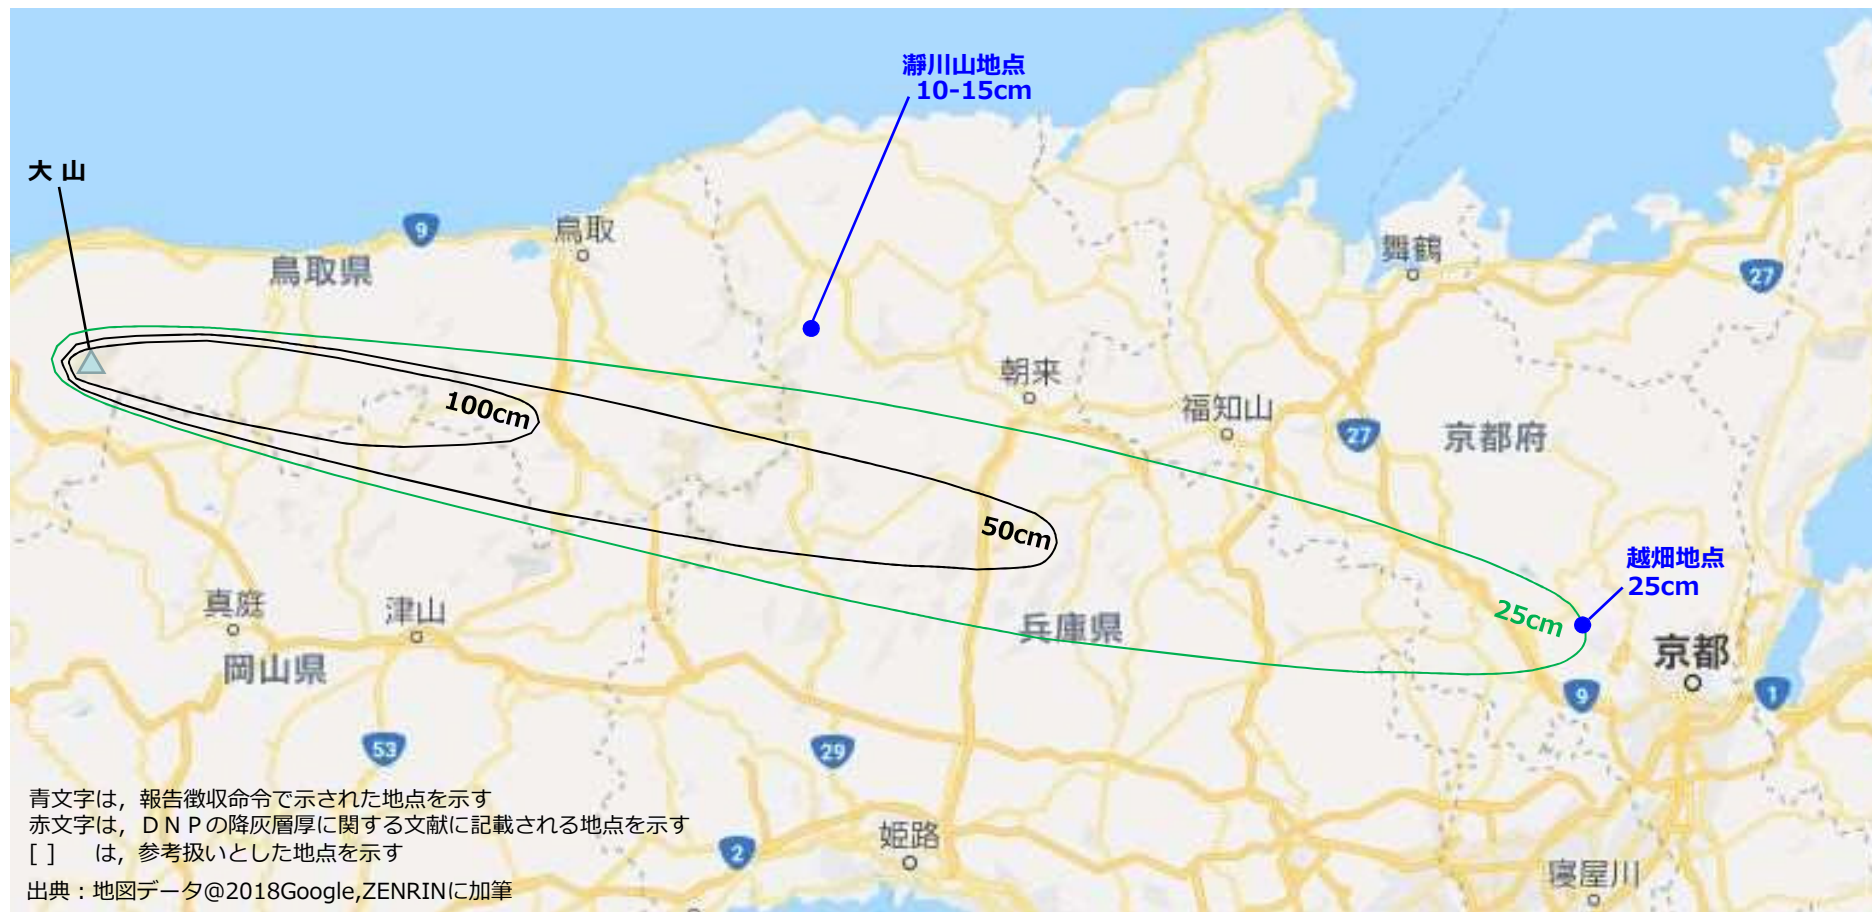 瀞川山地点
10-15cm
大 山
9
鳥取
鳥取県
舞鶴
27
100cm
朝来
福知山
27
京都府
50cm
越畑地点
25cm
25cm
真庭
津山
兵庫県
京都
岡山県
9
1
53
29
青文字は，報告徴収命令で示された地点を示す
赤文字は，ＤＮＰの降灰層厚に関する文献に記載される地点を示す
[ ]　は，参考扱いとした地点を示す
2
姫路
寝屋川
出典：地図データ@2018Google,ZENRINに加筆